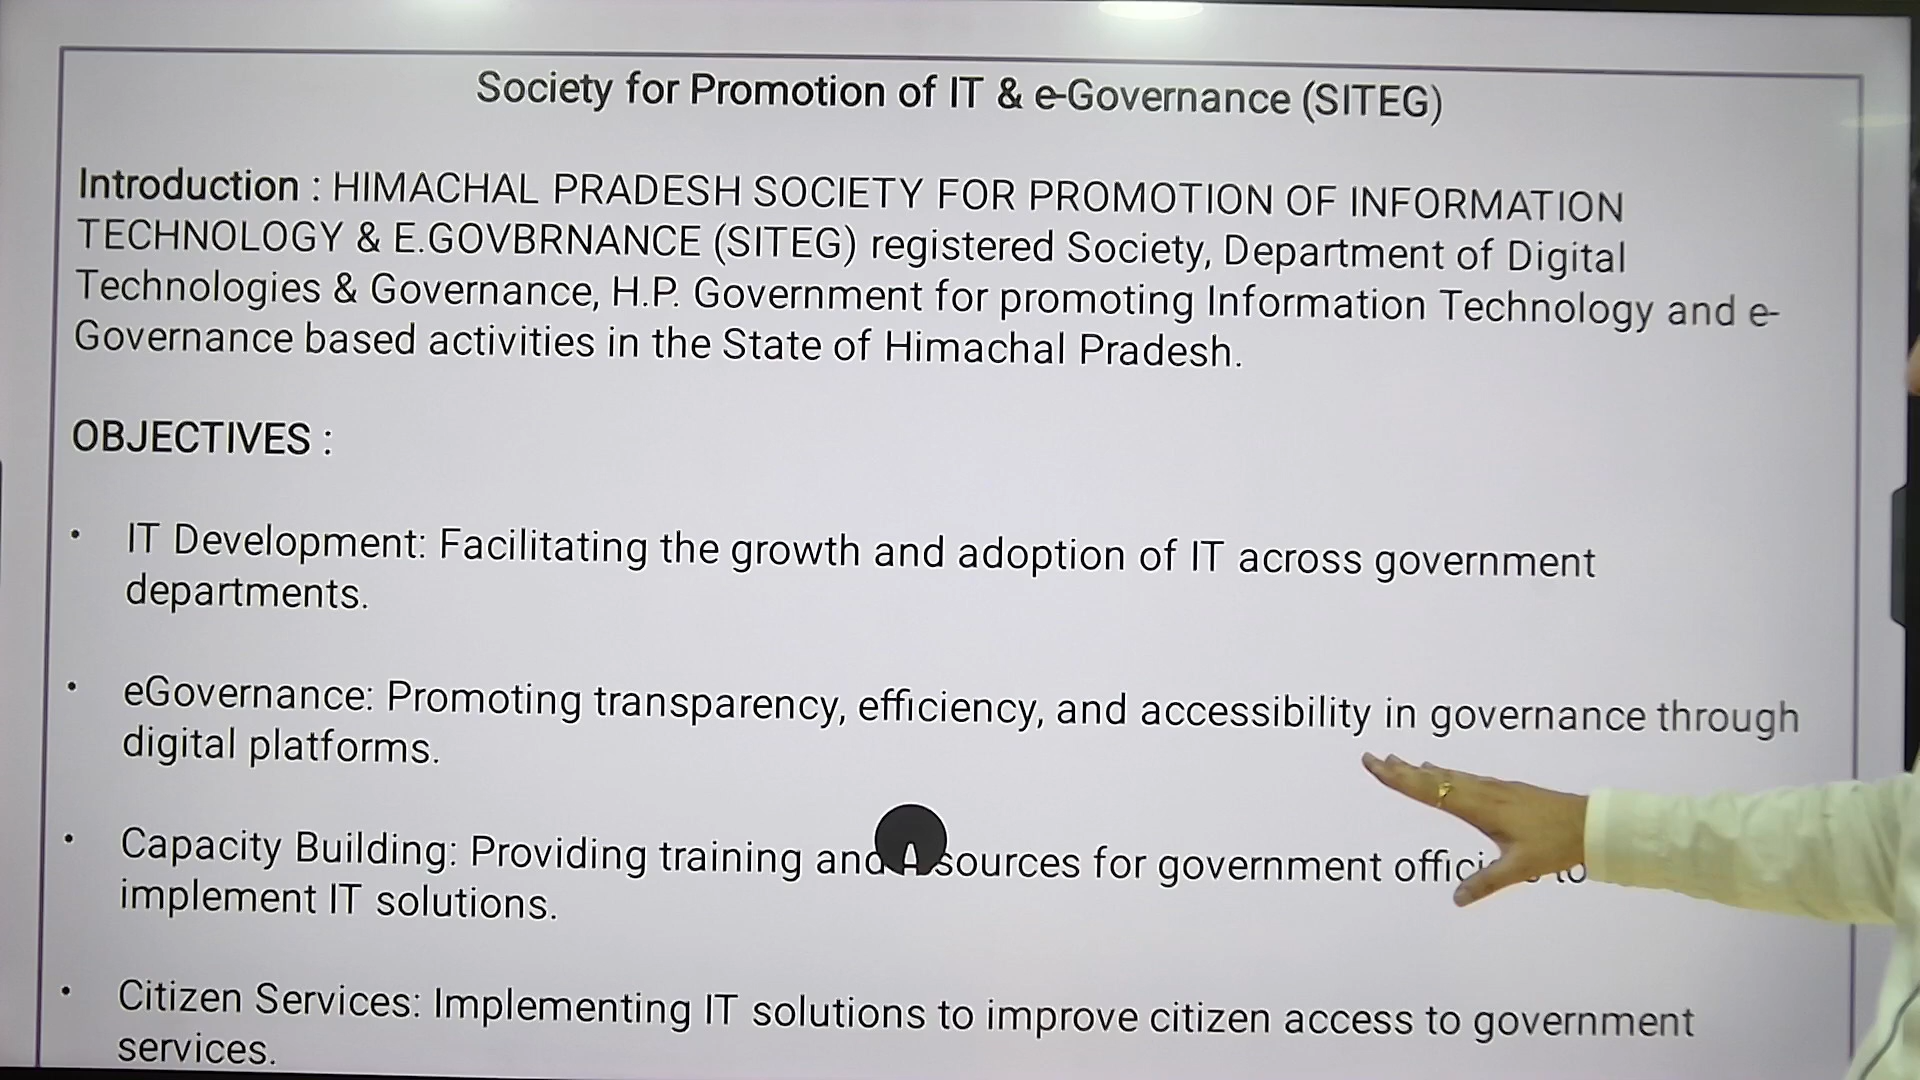 Society for Promotion of IT & e-Governance (SITEG)
Introduction : HIMACHAL PRADESH SOCIETY FOR PROMOTION OF INFORMATION
TECHNOLOGY & E.GOVBRNANCE (SITEG) registered Society, Department of Digital
Technologies & Governance, H.P. Government for promoting Information Technology and e-
Governance based activities in the State of Himachal Pradesh.
OBJECTIVES :
• IT Development: Facilitating the growth and adoption of IT across government
departments.
• eGovernance: Promoting transparency, efficiency, and accessibility in governance through
digital platforms.
• Capacity Building: Providing training and sources for government to
implement IT solutions.
• Citizen Services: Implementing IT solutions to improve citizen access to government
services.